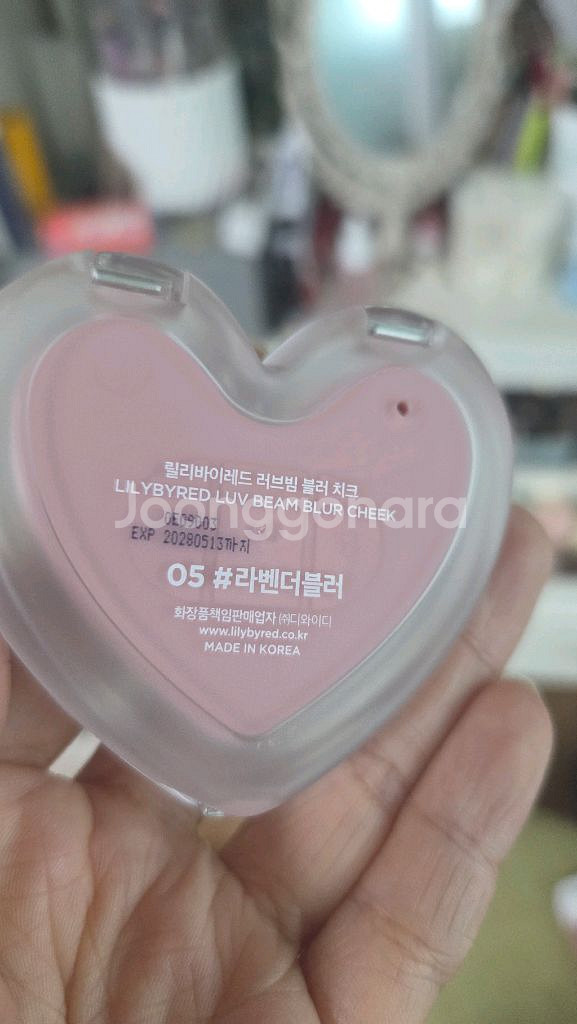 릴리바이레드 러브빔 블러 치크
LILYBYRED LUV BEAM BLUR CHEEK
Joonggonara
EXP 20280513까지
05 #라벤더블러
화장품책임판매업자 ㈜디와이디
www.lilybyred.co.kr
MADE IN KOREA